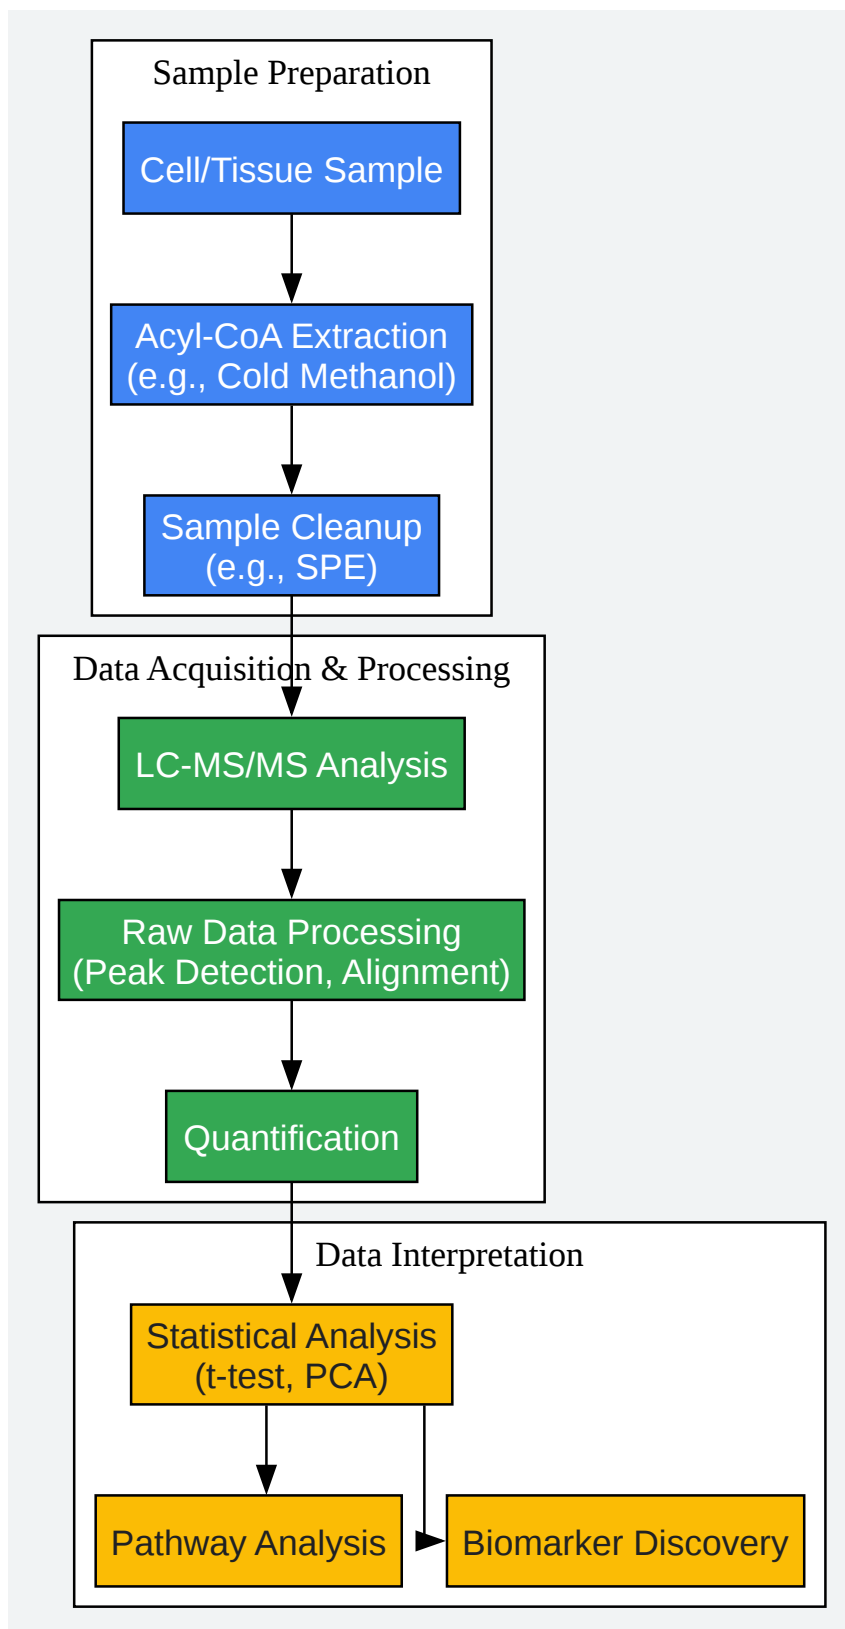 Sample Preparation
Cell/Tissue Sample
Acyl-CoA Extraction
(e.g., Cold Methanol)
Sample Cleanup
(e.g., SPE)
Data Acquisition & Processing
LC-MS/MS Analysis
Raw Data Processing
(Peak Detection, Alignment)
Quantification
Data Interpretation
Statistical Analysis
(t-test, PCA)
Pathway Analysis
Biomarker Discovery